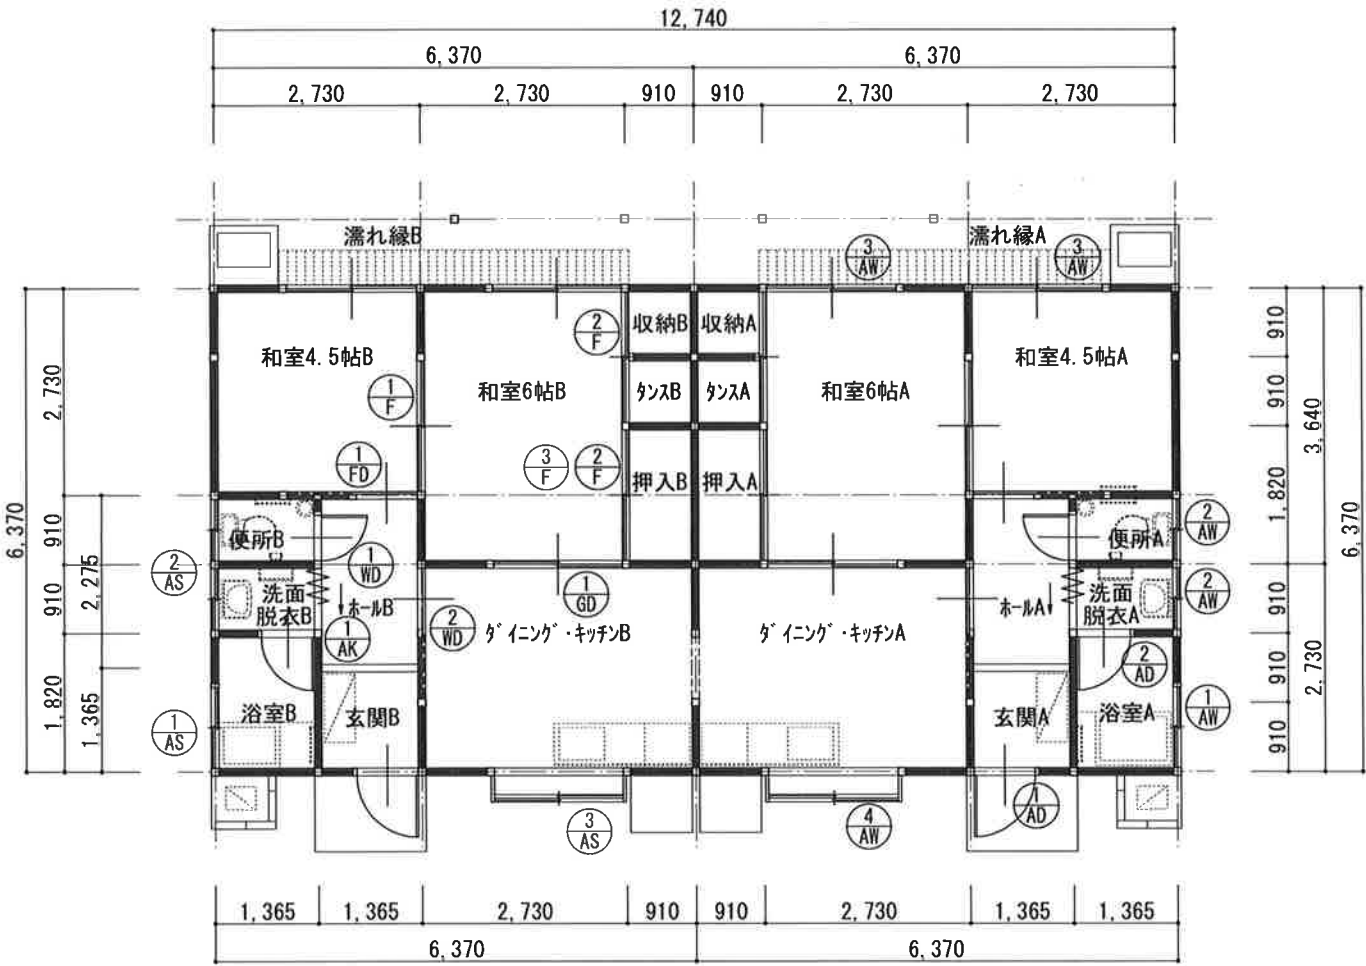 12,740
6,370
6,370
2,730
2,730
910
910
2,730
2,730
濡れ縁B
濡れ縁A
3
AW
3
AW
和室4.5帖B
和室6帖B
2
F
収納B
収納A
和室6帖A
和室4.5帖A
1
F
タンスB
タンスA
1
FD
3
F
2
F
押入B
押入A
便所B
便所A
2
AW
2
AS
1
WD
洗面
脱衣B
ホールB
1
AK
2
WD
1
GD
ダイニング・キッチンB
ダイニング・キッチンA
ホールA
洗面
脱衣A
2
AW
2
AD
浴室B
玄関B
玄関A
浴室A
1
AW
1
AS
3
AS
4
AW
1
AD
6,370
2,730
910
910
1,820
2,275
1,365
910
910
1,820
910
910
910
3,640
2,730
6,370
1,365
1,365
2,730
910
910
2,730
1,365
1,365
6,370
6,370